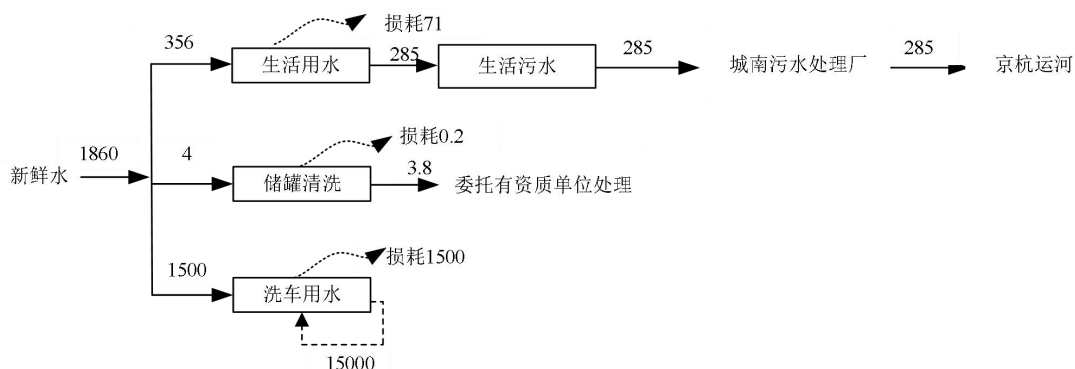 损耗71
356
生活用水
285
生活污水
285
城南污水处理厂
285
京杭运河
新鲜水
1860
4
损耗0.2
储罐清洗
3.8
委托有资质单位处理
1500
损耗1500
洗车用水
15000